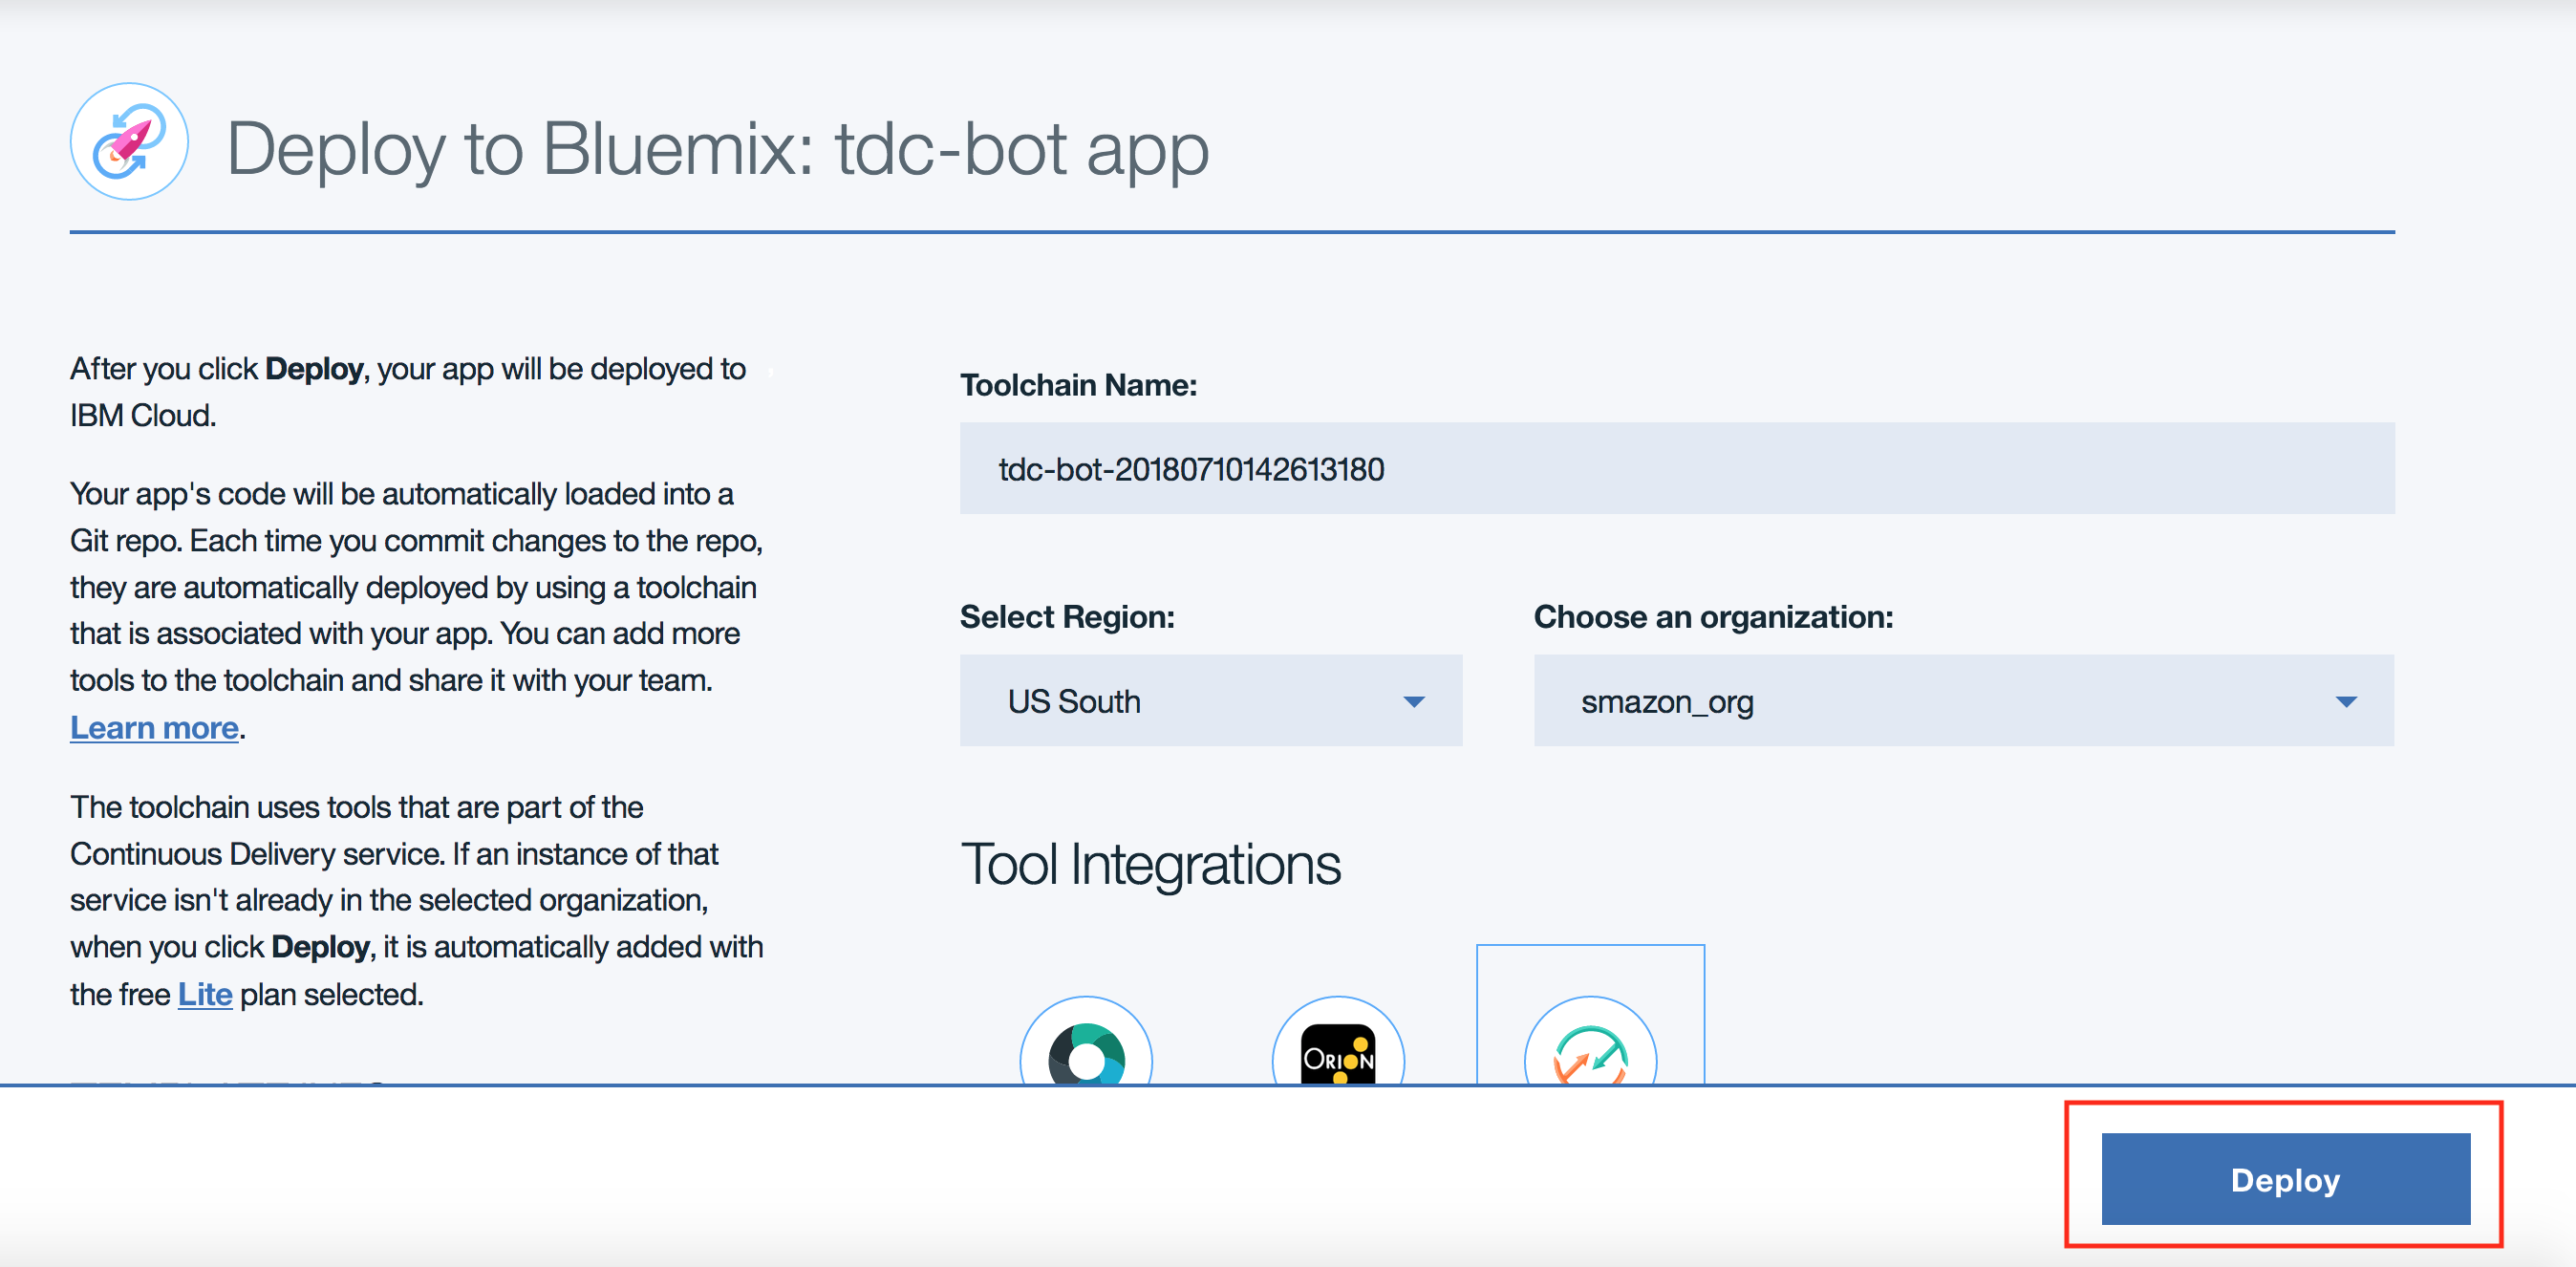 Deploy to Bluemix: tdc-bot app
After you click Deploy, your app will be deployed to
IBM Cloud.
Your app's code will be automatically loaded into a
Git repo. Each time you commit changes to the repo,
they are automatically deployed by using a toolchain
that is associated with your app. You can add more
tools to the toolchain and share it with your team.
Learn more.
The toolchain uses tools that are part of the
Continuous Delivery service. If an instance of that
service isn't already in the selected organization,
when you click Deploy, it is automatically added with
the free Lite plan selected.
Toolchain Name:
tdc-bot-20180710142613180
Select Region:
US South
Choose an organization:
smazon_org
Tool Integrations
ORION
Deploy